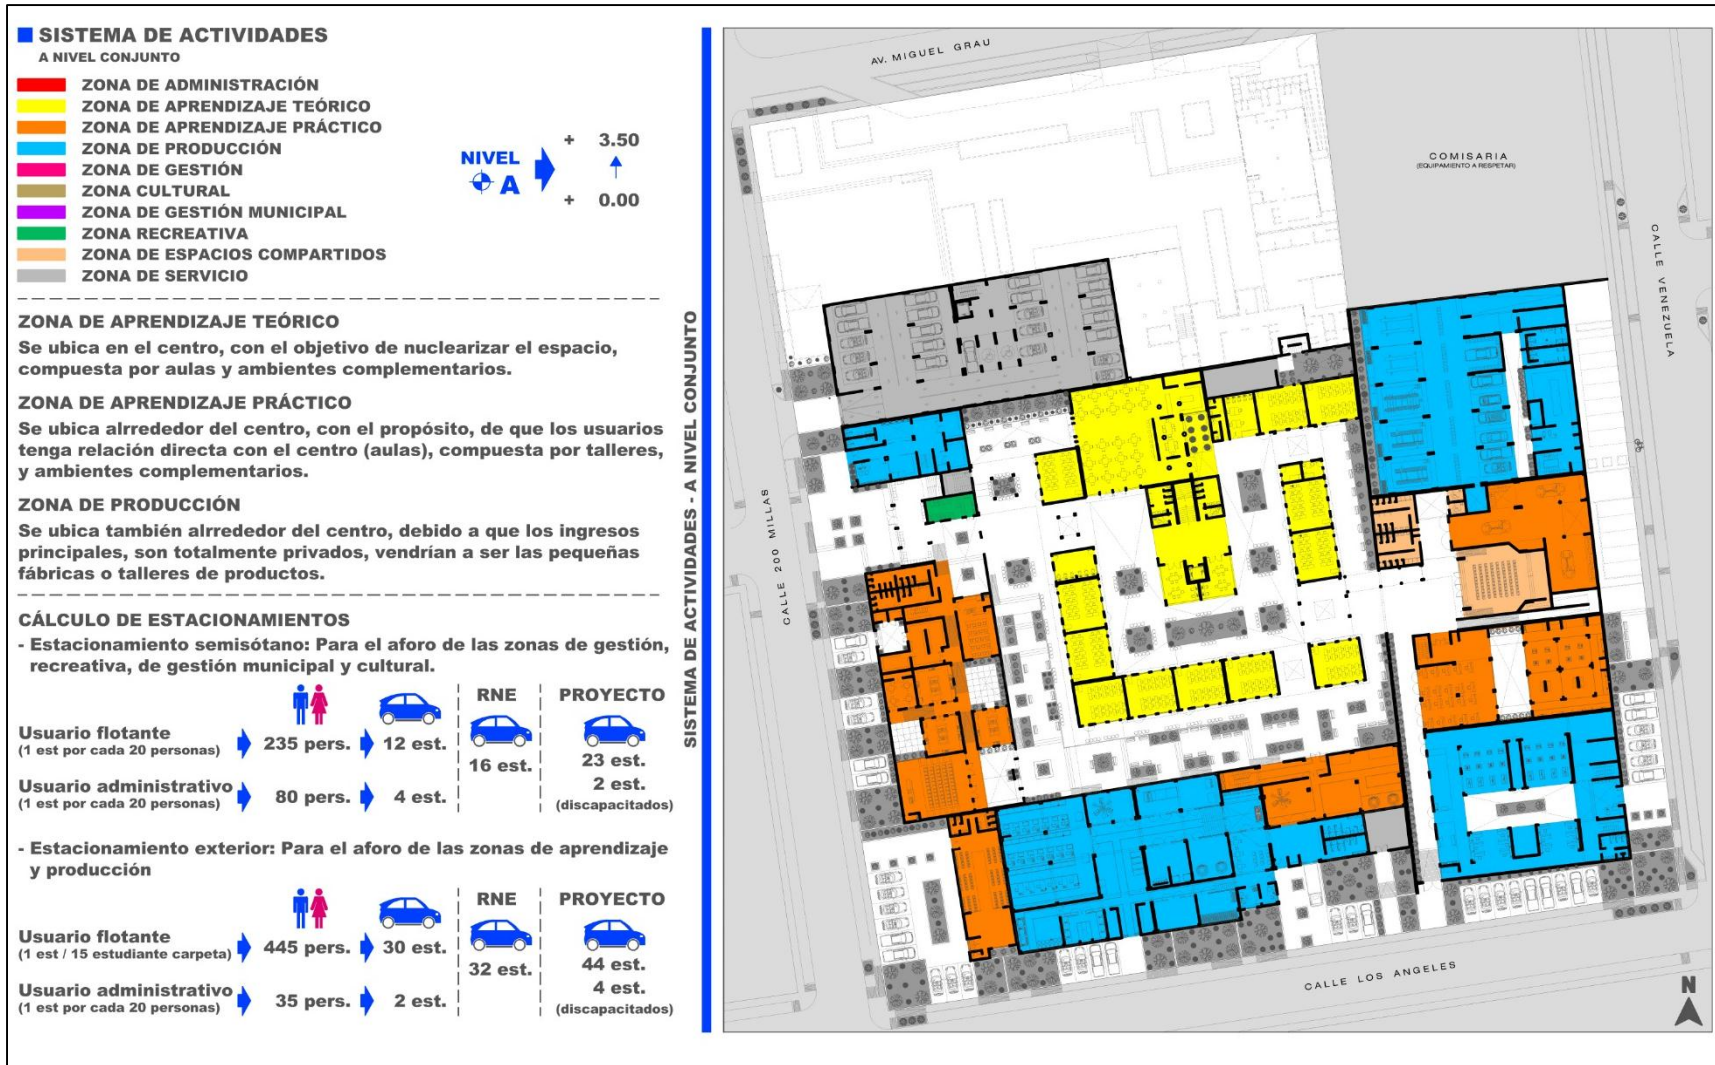 SISTEMA DE ACTIVIDADES
A NIVEL CONJUNTO
ZONA DE ADMINISTRACIÓN
ZONA DE APRENDIZAJE TEÓRICO
ZONA DE APRENDIZAJE PRÁCTICO
ZONA DE PRODUCCIÓN
ZONA DE GESTIÓN
ZONA CULTURAL
ZONA DE GESTIÓN MUNICIPAL
ZONA RECREATIVA
ZONA DE ESPACIOS COMPARTIDOS
ZONA DE SERVICIO
NIVEL
A
+ 3.50
+ 0.00
ZONA DE APRENDIZAJE TEÓRICO
Se ubica en el centro, con el objetivo de nuclearizar el espacio,
compuesta por aulas y ambientes complementarios.
ZONA DE APRENDIZAJE PRÁCTICO
Se ubica alrrededor del centro, con el propósito, de que los usuarios
tenga relación directa con el centro (aulas), compuesta por talleres,
y ambientes complementarios.
ZONA DE PRODUCCIÓN
Se ubica también alrrededor del centro, debido a que los ingresos
principales, son totalmente privados, vendrían a ser las pequeñas
fábricas o talleres de productos.
CÁLCULO DE ESTACIONAMIENTOS
- Estacionamiento semisótano: Para el aforo de las zonas de gestión,
recreativa, de gestión municipal y cultural.
RNE
PROYECTO
Usuario flotante
(1 est por cada 20 personas)
235 pers.
12 est.
16 est.
23 est.
2 est.
(discapacitados)
Usuario administrativo
(1 est por cada 20 personas)
80 pers.
4 est.
- Estacionamiento exterior: Para el aforo de las zonas de aprendizaje
y producción
RNE
PROYECTO
Usuario flotante
(1 est / 15 estudiante carpeta)
445 pers.
30 est.
32 est.
44 est.
4 est.
(discapacitados)
Usuario administrativo
(1 est por cada 20 personas)
35 pers.
2 est.
SISTEMA DE ACTIVIDADES - A NIVEL CONJUNTO
AV. MIGUEL GRAU
COMISARIA
(EQUIPAMIENTO A RESPETAR)
CALLE VENEZUELA
CALLE 200 MILLAS
CALLE LOS ANGELES
N